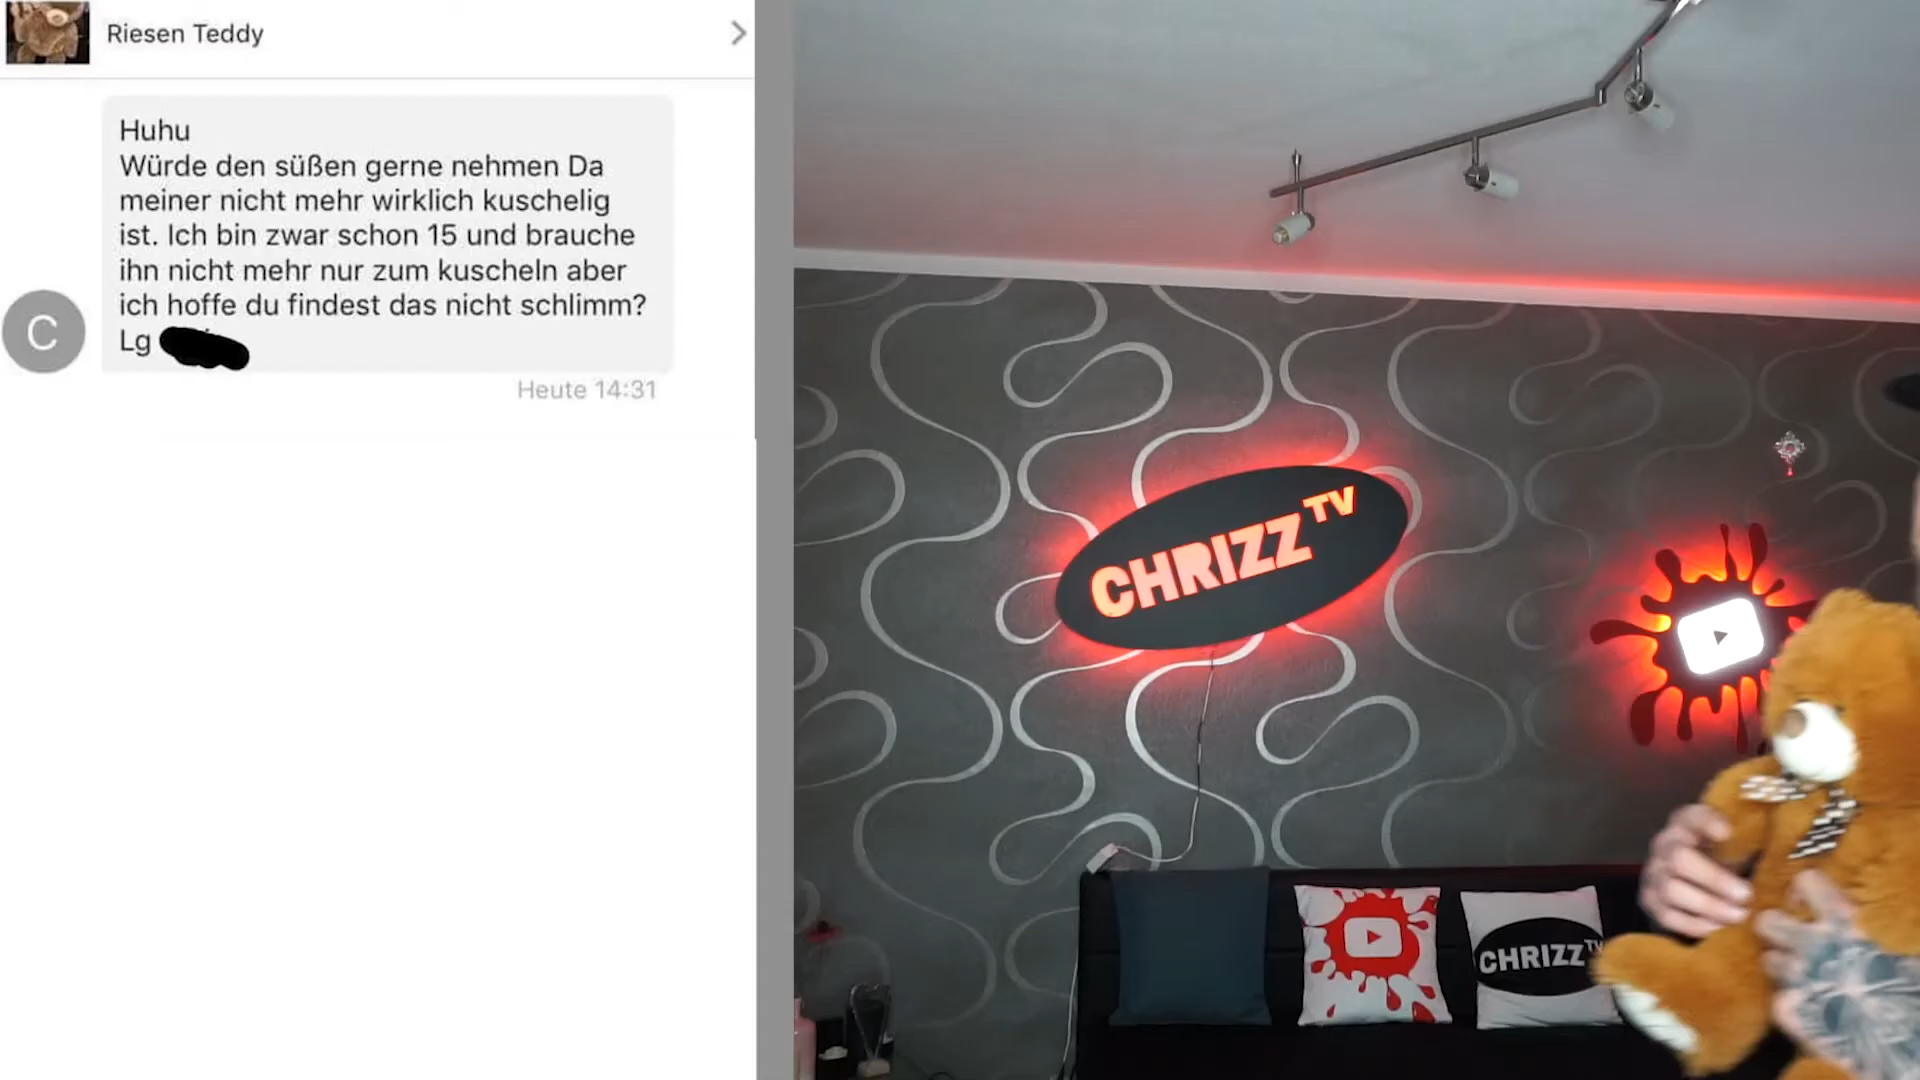 Riesen Teddy
Huhu
Würde den süßen gerne nehmen Da
meiner nicht mehr wirklich kuschelig
ist. Ich bin zwar schon 15 und brauche
ihn nicht mehr nur zum kuscheln aber
ich hoffe du findest das nicht schlimm?
Lg
C
Heute 14:31
CHRIZZ TV
CHRIZZ TV